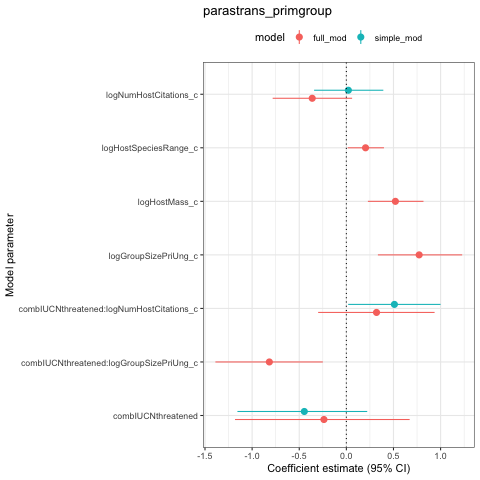 parastrans_primgroup
model full_mod simple_mod
logNumHostCitations_c
logHostSpeciesRange_c
logHostMass_c
logGroupSizePriUng_c
combIUCNthreatened:logNumHostCitations_c
combIUCNthreatened:logGroupSizePriUng_c
combIUCNthreatened
Model parameter
-1.5 -1.0 -0.5 0.0 0.5 1.0
Coefficient estimate (95% CI)